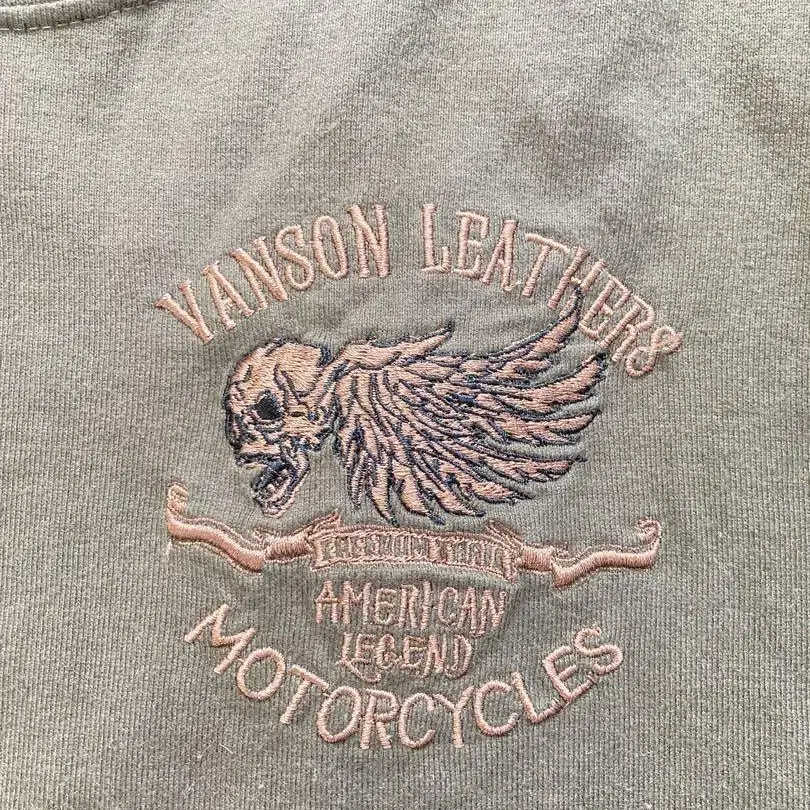 VANSON LEATHERS
AMERICAN
LEGEND
MOTORCYCLES